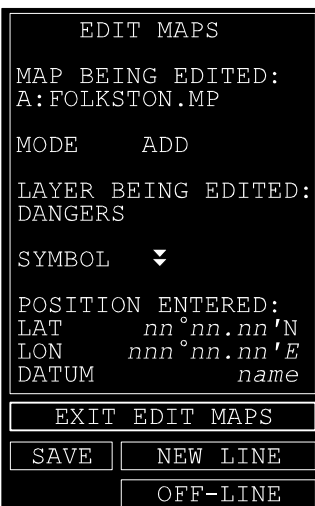 EDIT MAPS
MAP BEING EDITED:
A:FOLKSTON.MP
MODE ADD
LAYER BEING EDITED:
DANGERS
SYMBOL
POSITION ENTERED:
LAT nn°nn.nn'N
LON nnn°nn.nn'E
DATUM name
EXIT EDIT MAPS
SAVE NEW LINE
OFF-LINE